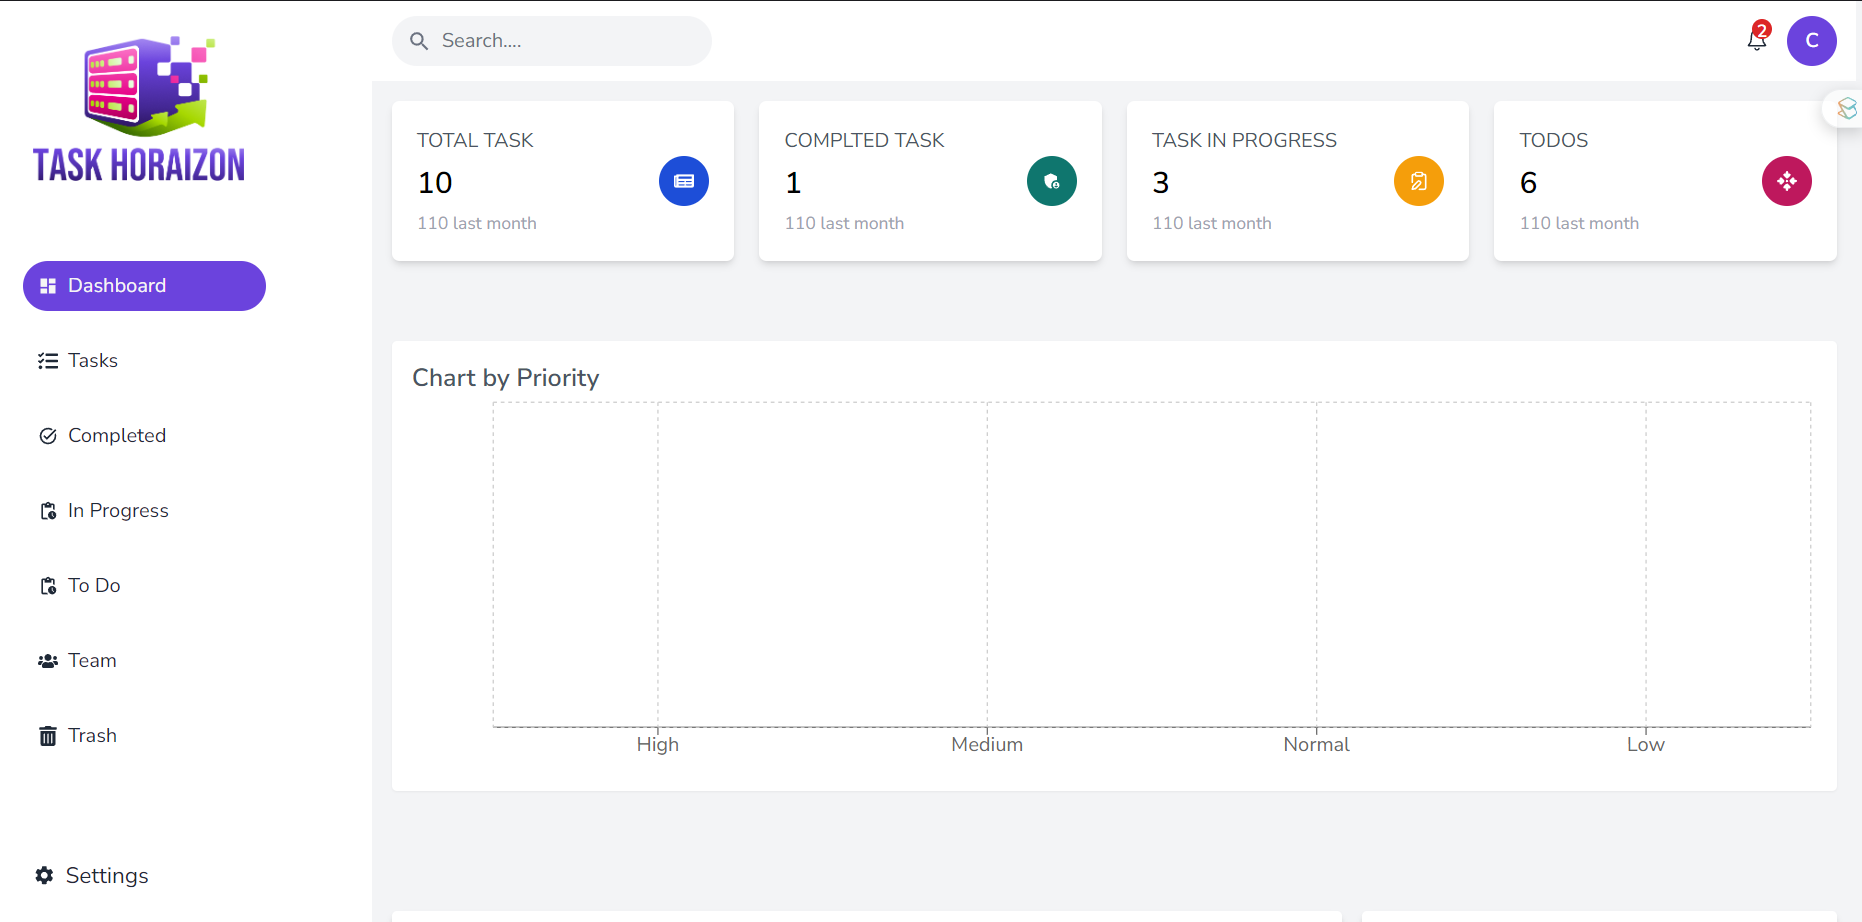 TASK HORAIZON
Dashboard
Tasks
Completed
In Progress
To Do
Team
Trash
Settings
Search....
2
C
TOTAL TASK
10
110 last month
COMPLTED TASK
1
110 last month
TASK IN PROGRESS
3
110 last month
TODOS
6
110 last month
Chart by Priority
High Medium Normal Low